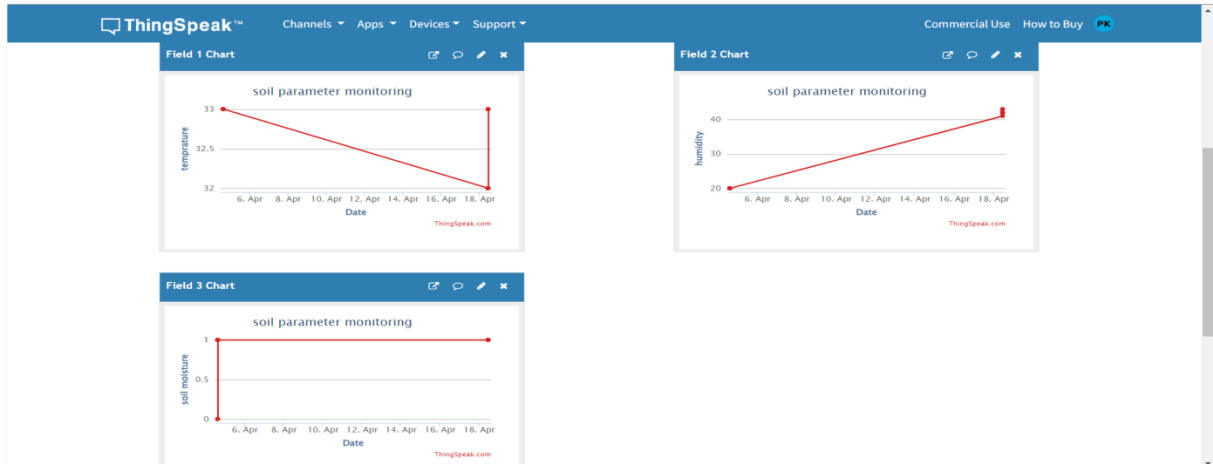 ThingSpeak™ Channels Apps Devices Support Commercial Use How to Buy PK
Field 1 Chart
soil parameter monitoring
temprature
33
32.5
32
6. Apr 8. Apr 10. Apr 12. Apr 14. Apr 16. Apr 18. Apr
Date
ThingSpeak.com
Field 2 Chart
soil parameter monitoring
humidity
40
30
20
6. Apr 8. Apr 10. Apr 12. Apr 14. Apr 16. Apr 18. Apr
Date
ThingSpeak.com
Field 3 Chart
soil parameter monitoring
soil moisture
1
0.5
0
6. Apr 8. Apr 10. Apr 12. Apr 14. Apr 16. Apr 18. Apr
Date
ThingSpeak.com